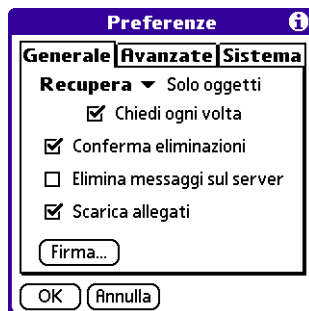 Preferenze
Generale Avanzate Sistema
Recupera Solo oggetti
Chiedi ogni volta
Conferma eliminazioni
Elimina messaggi sul server
Scarica allegati
Firma...
OK Annulla